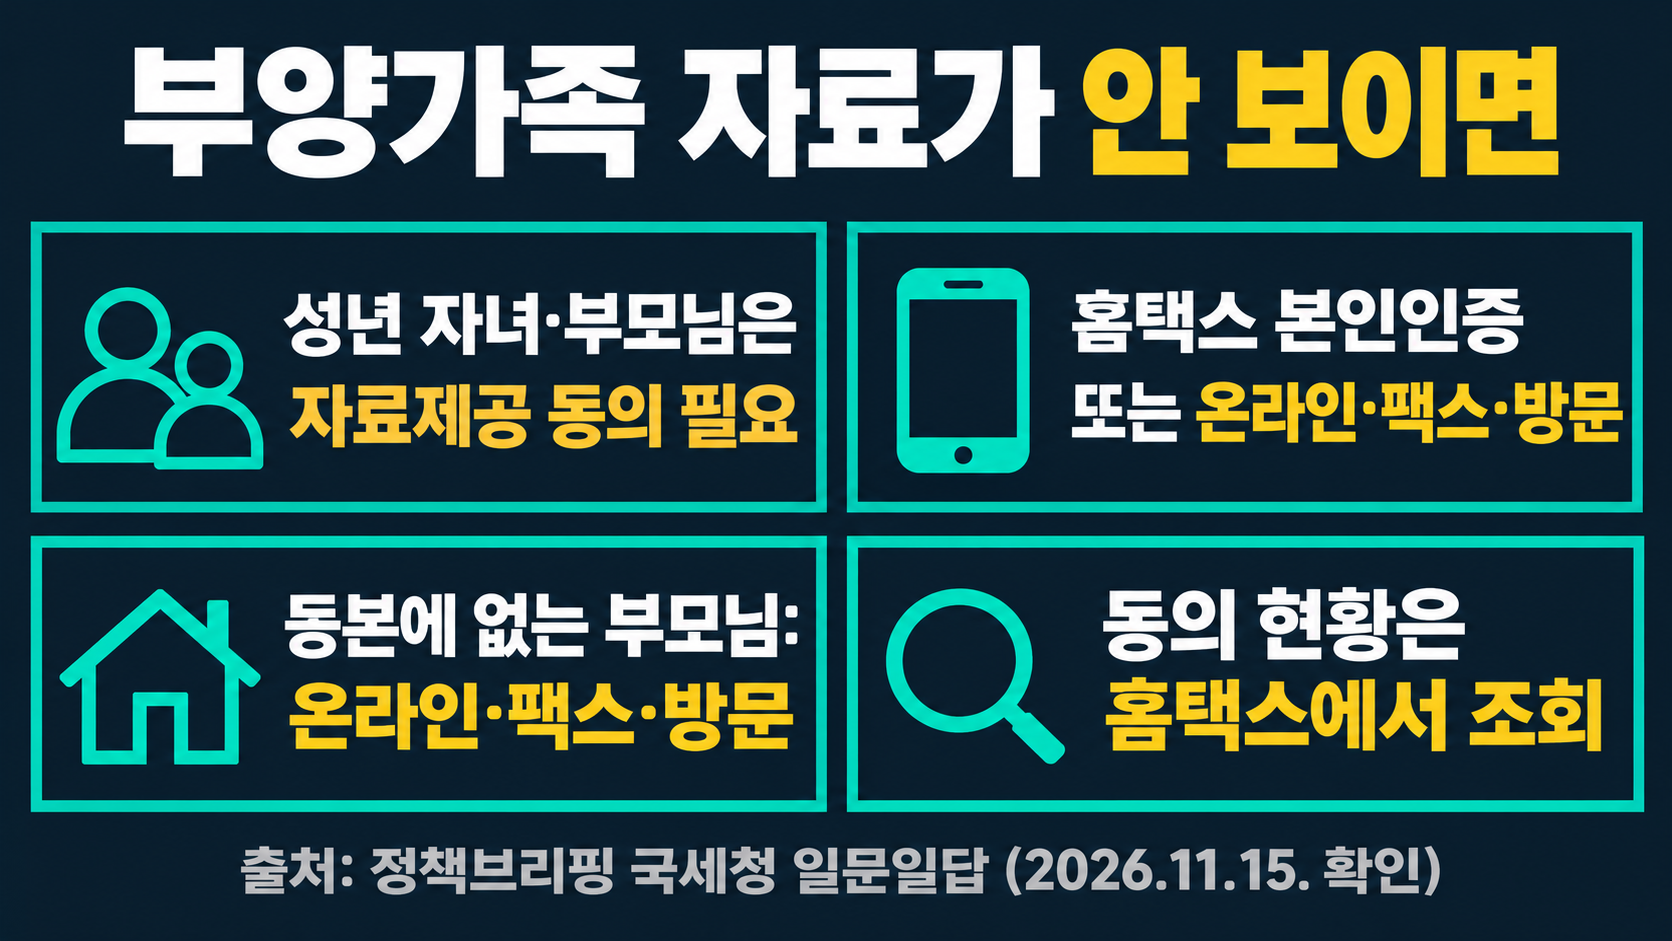 부양가족 자료가 안 보이면
성년 자녀·부모님은
자료제공 동의 필요
홈택스 본인인증
또는 온라인·팩스·방문
동본에 없는 부모님:
온라인·팩스·방문
동의 현황은
홈택스에서 조회
출처: 정책브리핑 국세청 일문일답 (2026.11.15. 확인)